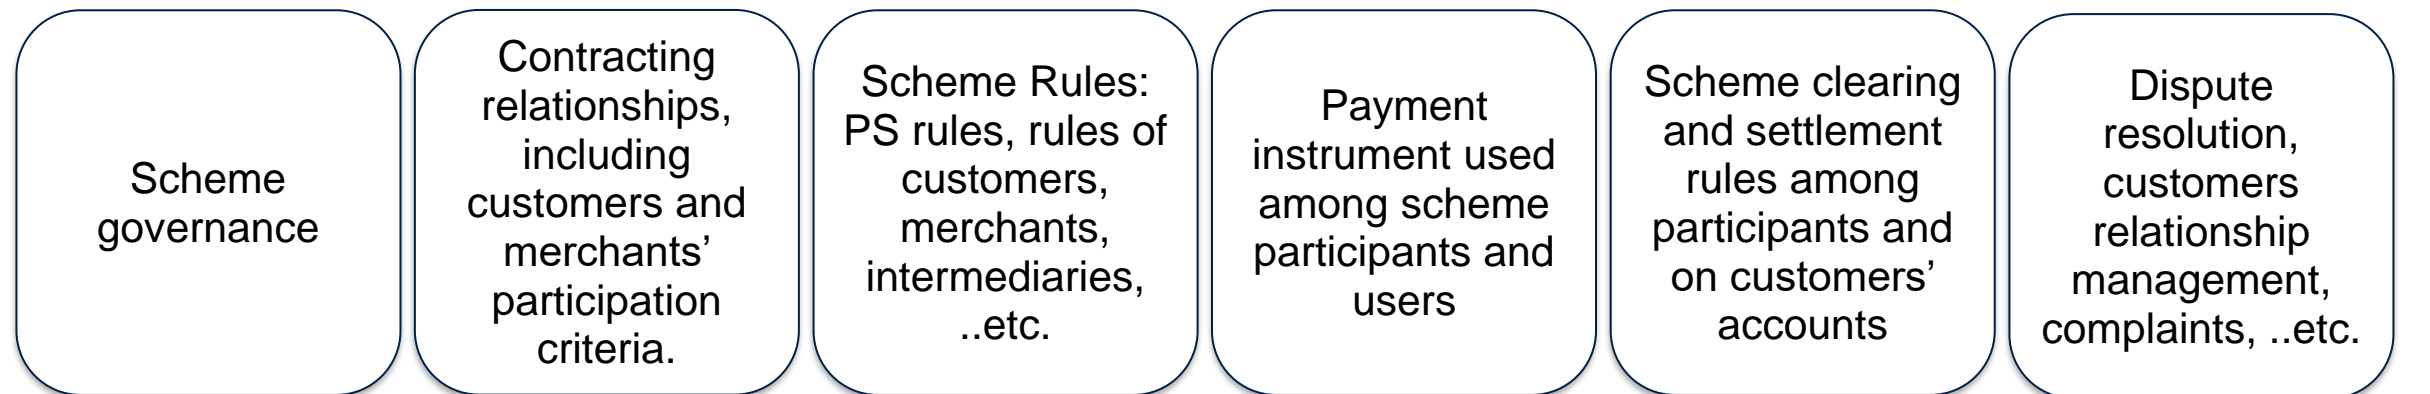 Scheme
governance
Contracting
relationships,
including
customers and
merchants’
participation
criteria.
Scheme Rules:
PS rules, rules of
customers,
merchants,
intermediaries,
..etc.
Payment
instrument used
among scheme
participants and
users
Scheme clearing
and settlement
rules among
participants and
on customers’
accounts
Dispute
resolution,
customers
relationship
management,
complaints, ..etc.